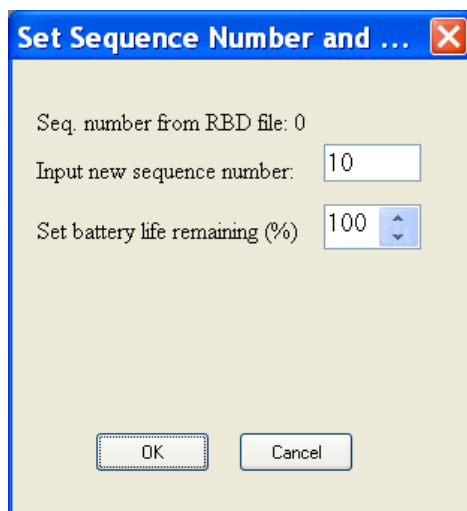 Set Sequence Number and ...
Seq. number from RBD file: 0
Input new sequence number: 10
Set battery life remaining (%) 100
OK Cancel